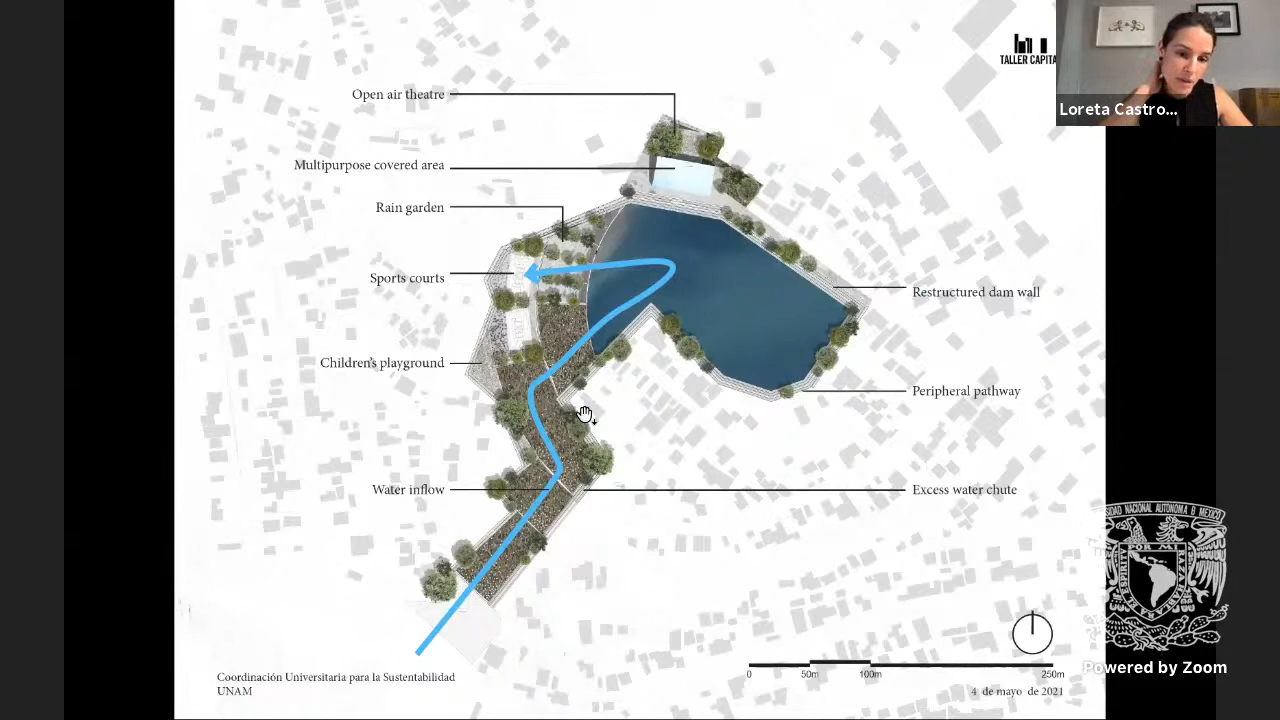 TALLER CAPITA
Loreta Castro...
Open air theatre
Multipurpose covered area
Rain garden
Sports courts
Restructured dam wall
Children's playground
Peripheral pathway
Water inflow
Excess water chute
0 50m 100m 250m
Coordinación Universitaria para la Sustentabilidad
UNAM
4 de mayo de 2021
Powered by Zoom